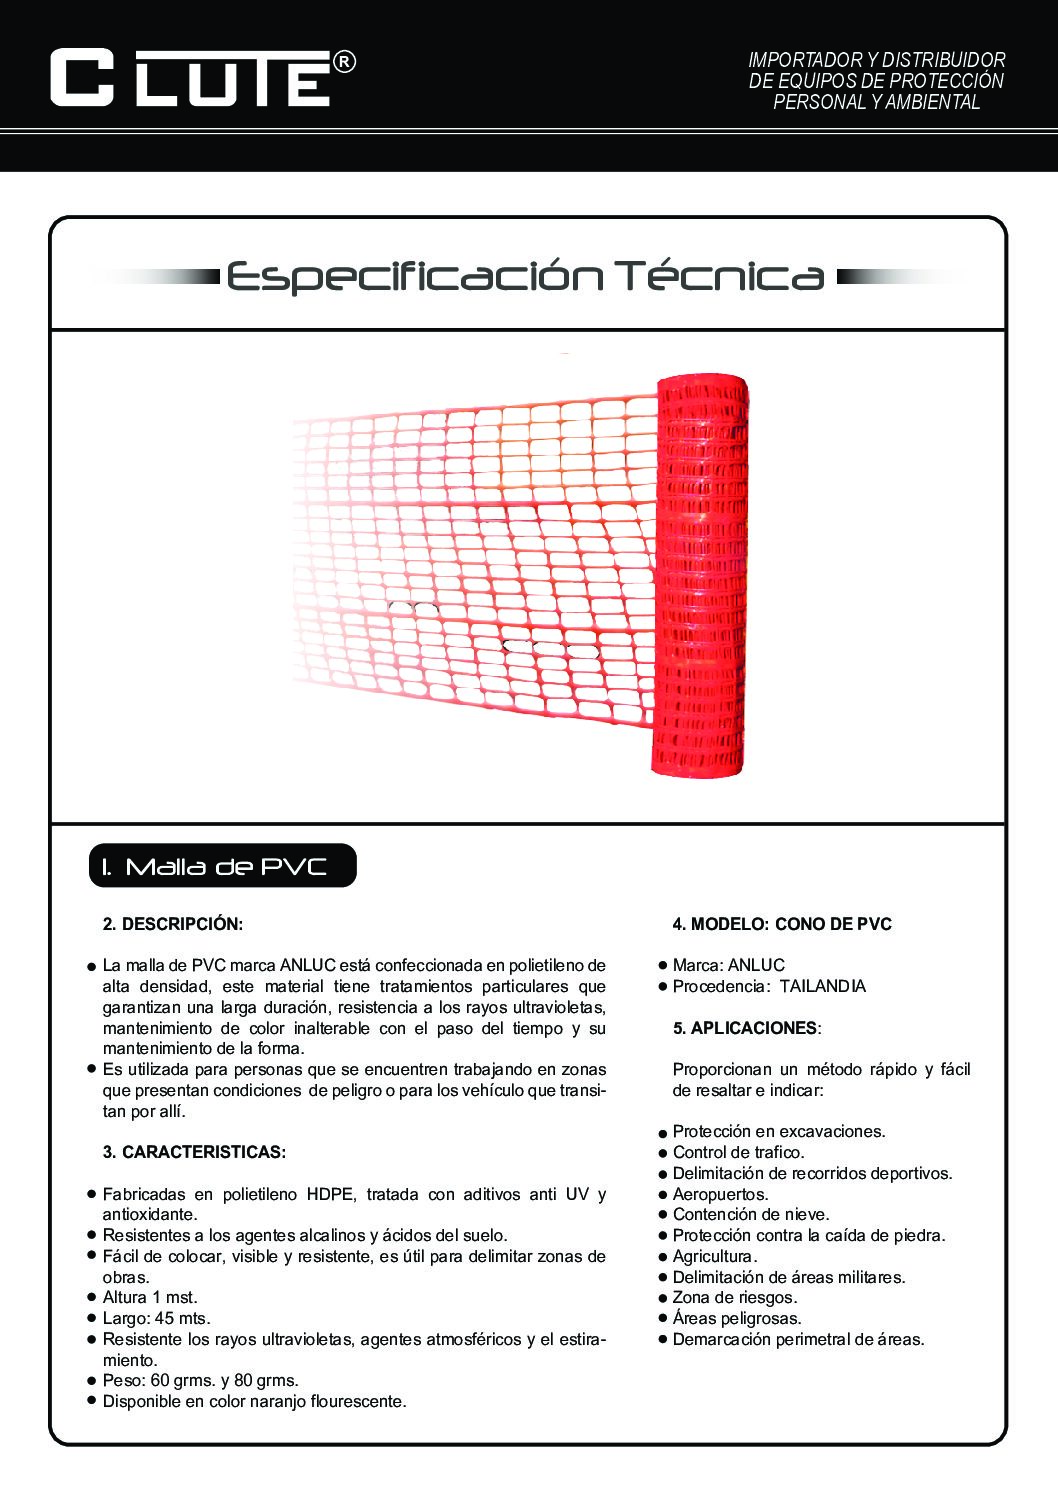 CLUTE®
IMPORTADOR Y DISTRIBUIDOR
DE EQUIPOS DE PROTECCIÓN
PERSONAL Y AMBIENTAL
Especificación Técnica
1. Malla de PVC
2. DESCRIPCIÓN:
● La malla de PVC marca ANLUC está confeccionada en polietileno de
alta densidad, este material tiene tratamientos particulares que
garantizan una larga duración, resistencia a los rayos ultravioletas,
mantenimiento de color inalterable con el paso del tiempo y su
mantenimiento de la forma.
● Es utilizada para personas que se encuentren trabajando en zonas
que presentan condiciones de peligro o para los vehículo que transi-
tan por allí.
3. CARACTERISTICAS:
● Fabricadas en polietileno HDPE, tratada con aditivos anti UV y
antioxidante.
● Resistentes a los agentes alcalinos y ácidos del suelo.
● Fácil de colocar, visible y resistente, es útil para delimitar zonas de
obras.
● Altura 1 mst.
● Largo: 45 mts.
● Resistente los rayos ultravioletas, agentes atmosféricos y el estira-
miento.
● Peso: 60 grms. y 80 grms.
● Disponible en color naranjo flourescente.
4. MODELO: CONO DE PVC
● Marca: ANLUC
● Procedencia: TAILANDIA
5. APLICACIONES:
Proporcionan un método rápido y fácil
de resaltar e indicar:
● Protección en excavaciones.
● Control de trafico.
● Delimitación de recorridos deportivos.
● Aeropuertos.
● Contención de nieve.
● Protección contra la caída de piedra.
● Agricultura.
● Delimitación de áreas militares.
● Zona de riesgos.
● Áreas peligrosas.
● Demarcación perimetral de áreas.